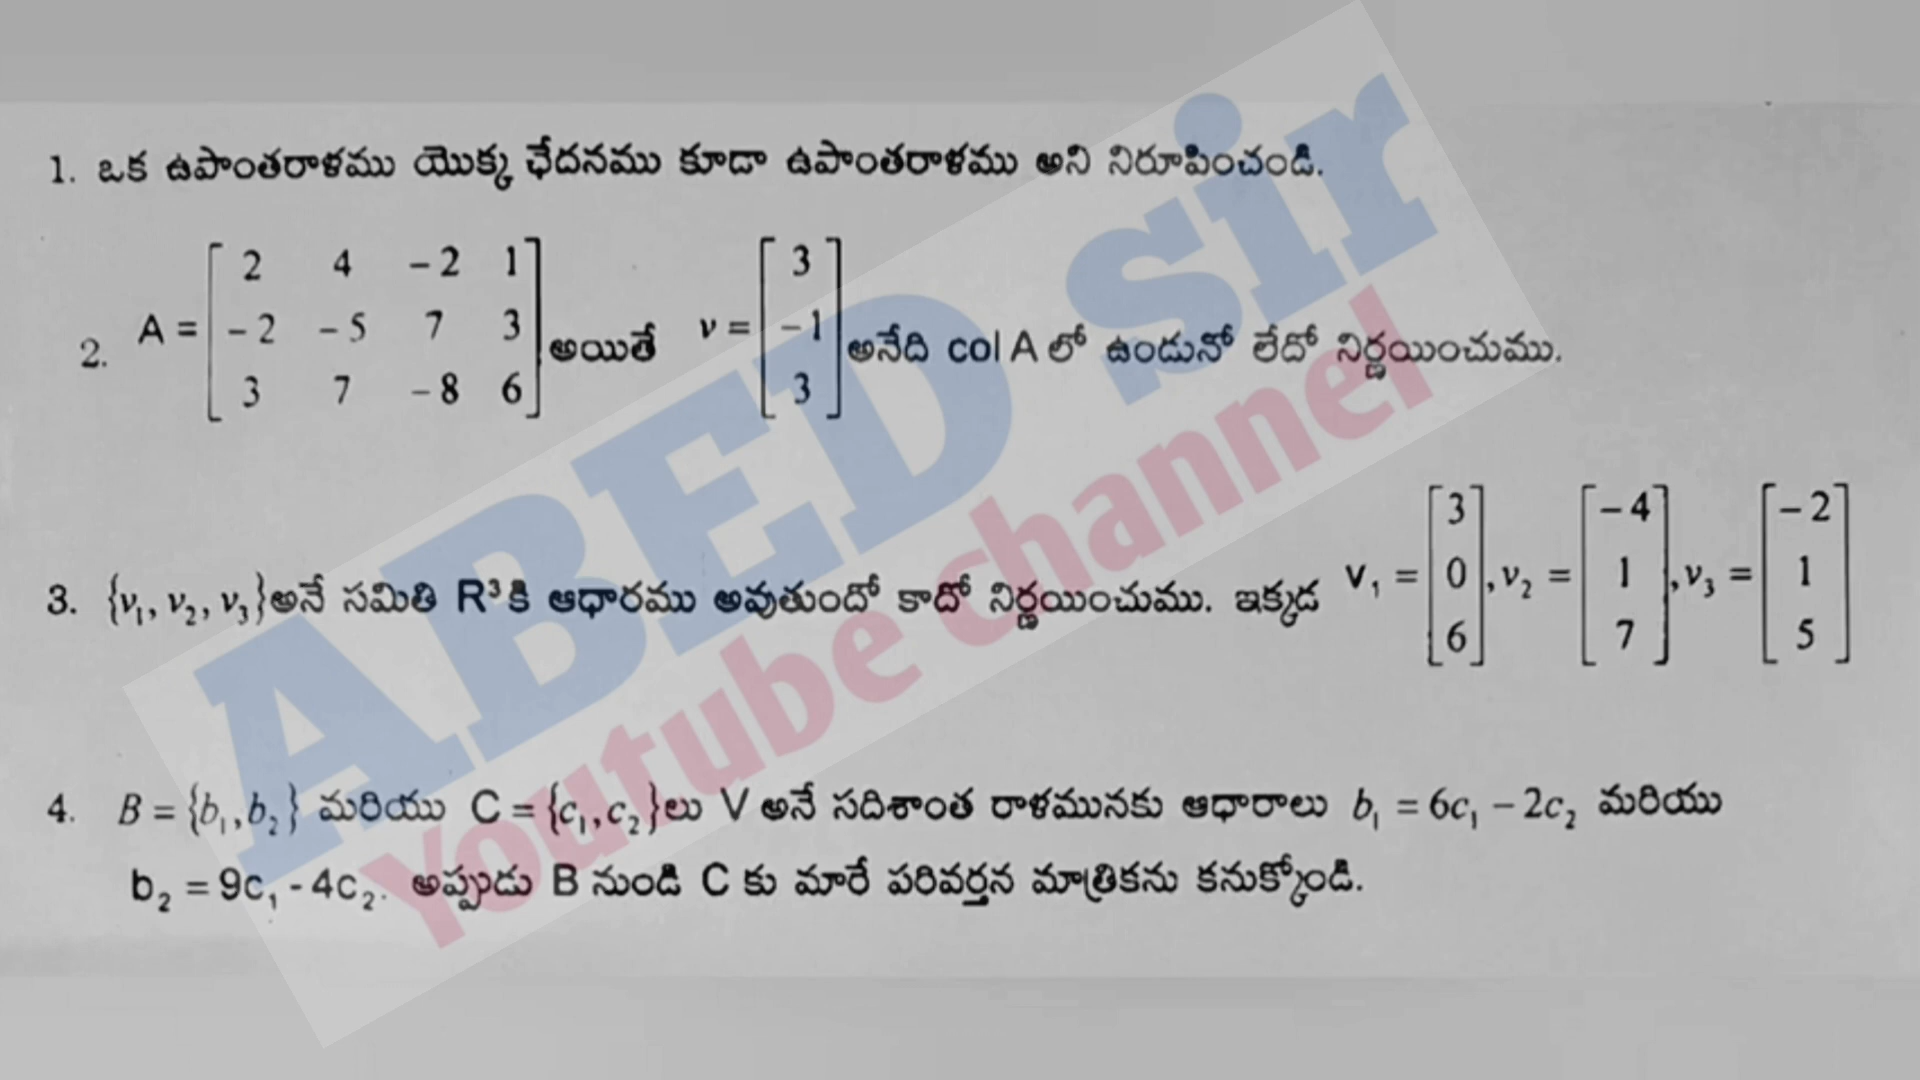 1. ఒక ఉపాంతరాళము యొక్క ఛేదనము కూడా ఉపాంతరాళము అని నిరూపించండి.
2. A = [2 4 -2 1; -2 -5 7 3; 3 7 -8 6] అయితే v = [3; -1; 3] అనేది col A లో ఉండునో లేదో నిర్ణయించుము.
3. {v₁, v₂, v₃} అనే సమితి R³ కి ఆధారము అవుతుందో కాదో నిర్ణయించుము. ఇక్కడ v₁ = [3; 0; 6], v₂ = [-4; 1; 7], v₃ = [-2; 1; 5]
4. B = {b₁, b₂} మరియు C = {c₁, c₂} లు V అనే సదిశాంత రాళమునకు ఆధారాలు b₁ = 6c₁ – 2c₂ మరియు
b₂ = 9c₁ - 4c₂. అప్పుడు B నుండి C కు మారే పరివర్తన మాత్రికను కనుక్కోండి.
ABED sir
Youtube channel